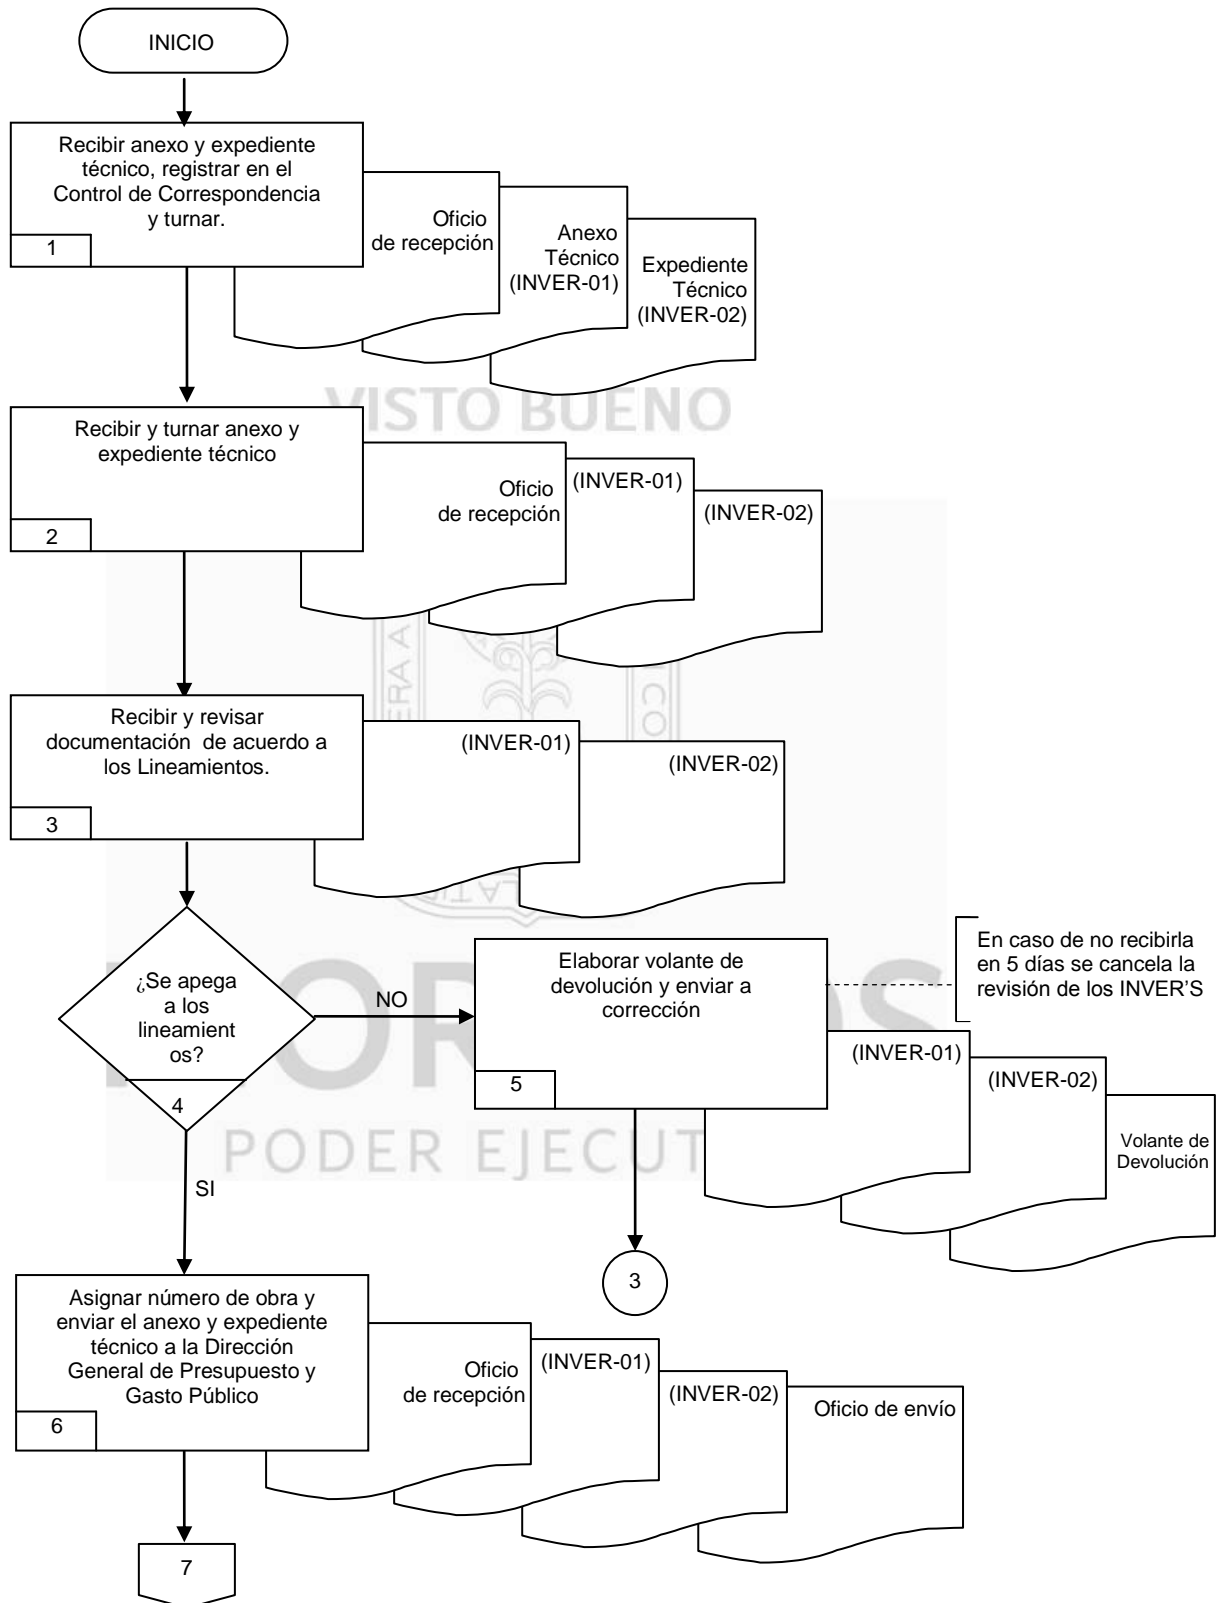 INICIO
Recibir anexo y expediente
técnico, registrar en el
Control de Correspondencia
y turnar.
1
Oficio
de recepción
Anexo
Técnico
(INVER-01)
Expediente
Técnico
(INVER-02)
VISTO BUENO
Recibir y turnar anexo y
expediente técnico
2
Oficio
de recepción
(INVER-01)
(INVER-02)
Recibir y revisar
documentación de acuerdo a
los Lineamientos.
3
(INVER-01)
(INVER-02)
¿Se apega
a los
lineamient
os?
4
NO
Elaborar volante de
devolución y enviar a
corrección
5
En caso de no recibirla
en 5 días se cancela la
revisión de los INVER'S
(INVER-01)
(INVER-02)
Volante de
Devolución
PODER EJECUT
SI
3
Asignar número de obra y
enviar el anexo y expediente
técnico a la Dirección
General de Presupuesto y
Gasto Público
6
Oficio
de recepción
(INVER-01)
(INVER-02)
Oficio de envío
7